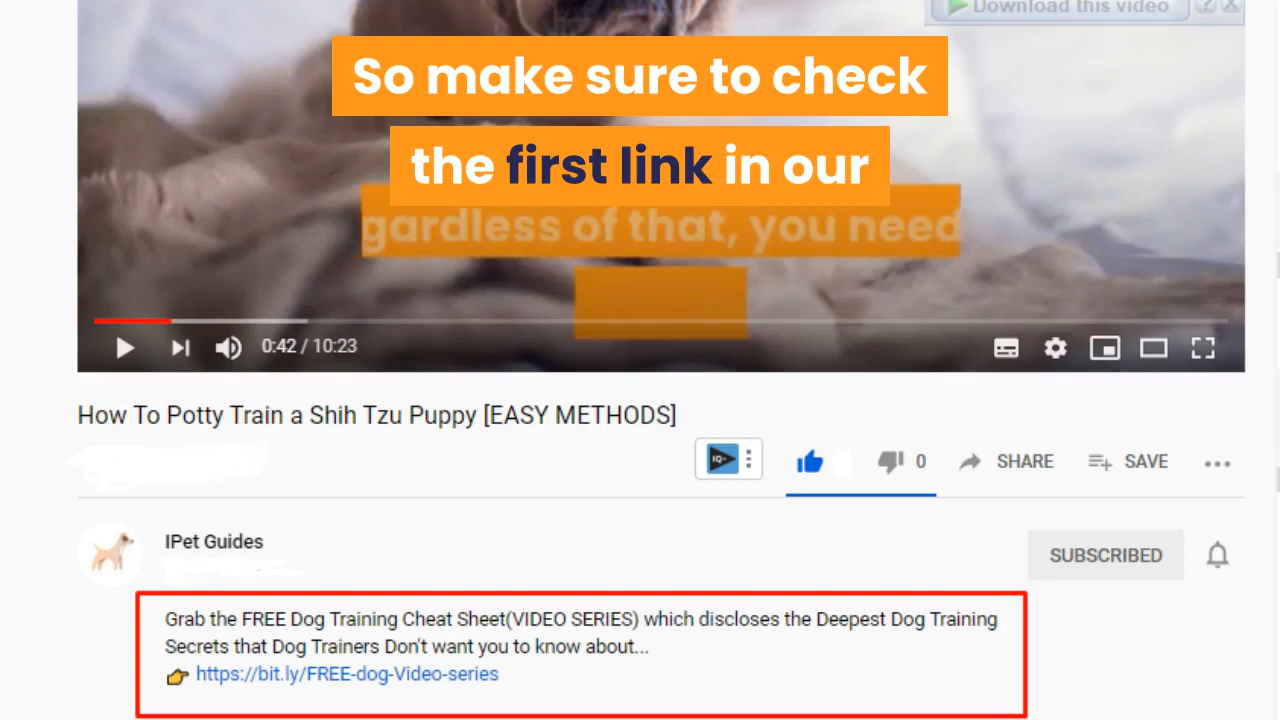 Download this video
So make sure to check
the first link in our
gardless of that, you need
0:42 / 10:23
How To Potty Train a Shih Tzu Puppy [EASY METHODS]
IQ
0
SHARE
SAVE
IPet Guides
SUBSCRIBED
Grab the FREE Dog Training Cheat Sheet(VIDEO SERIES) which discloses the Deepest Dog Training
Secrets that Dog Trainers Don't want you to know about...
👉 https://bit.ly/FREE-dog-Video-series